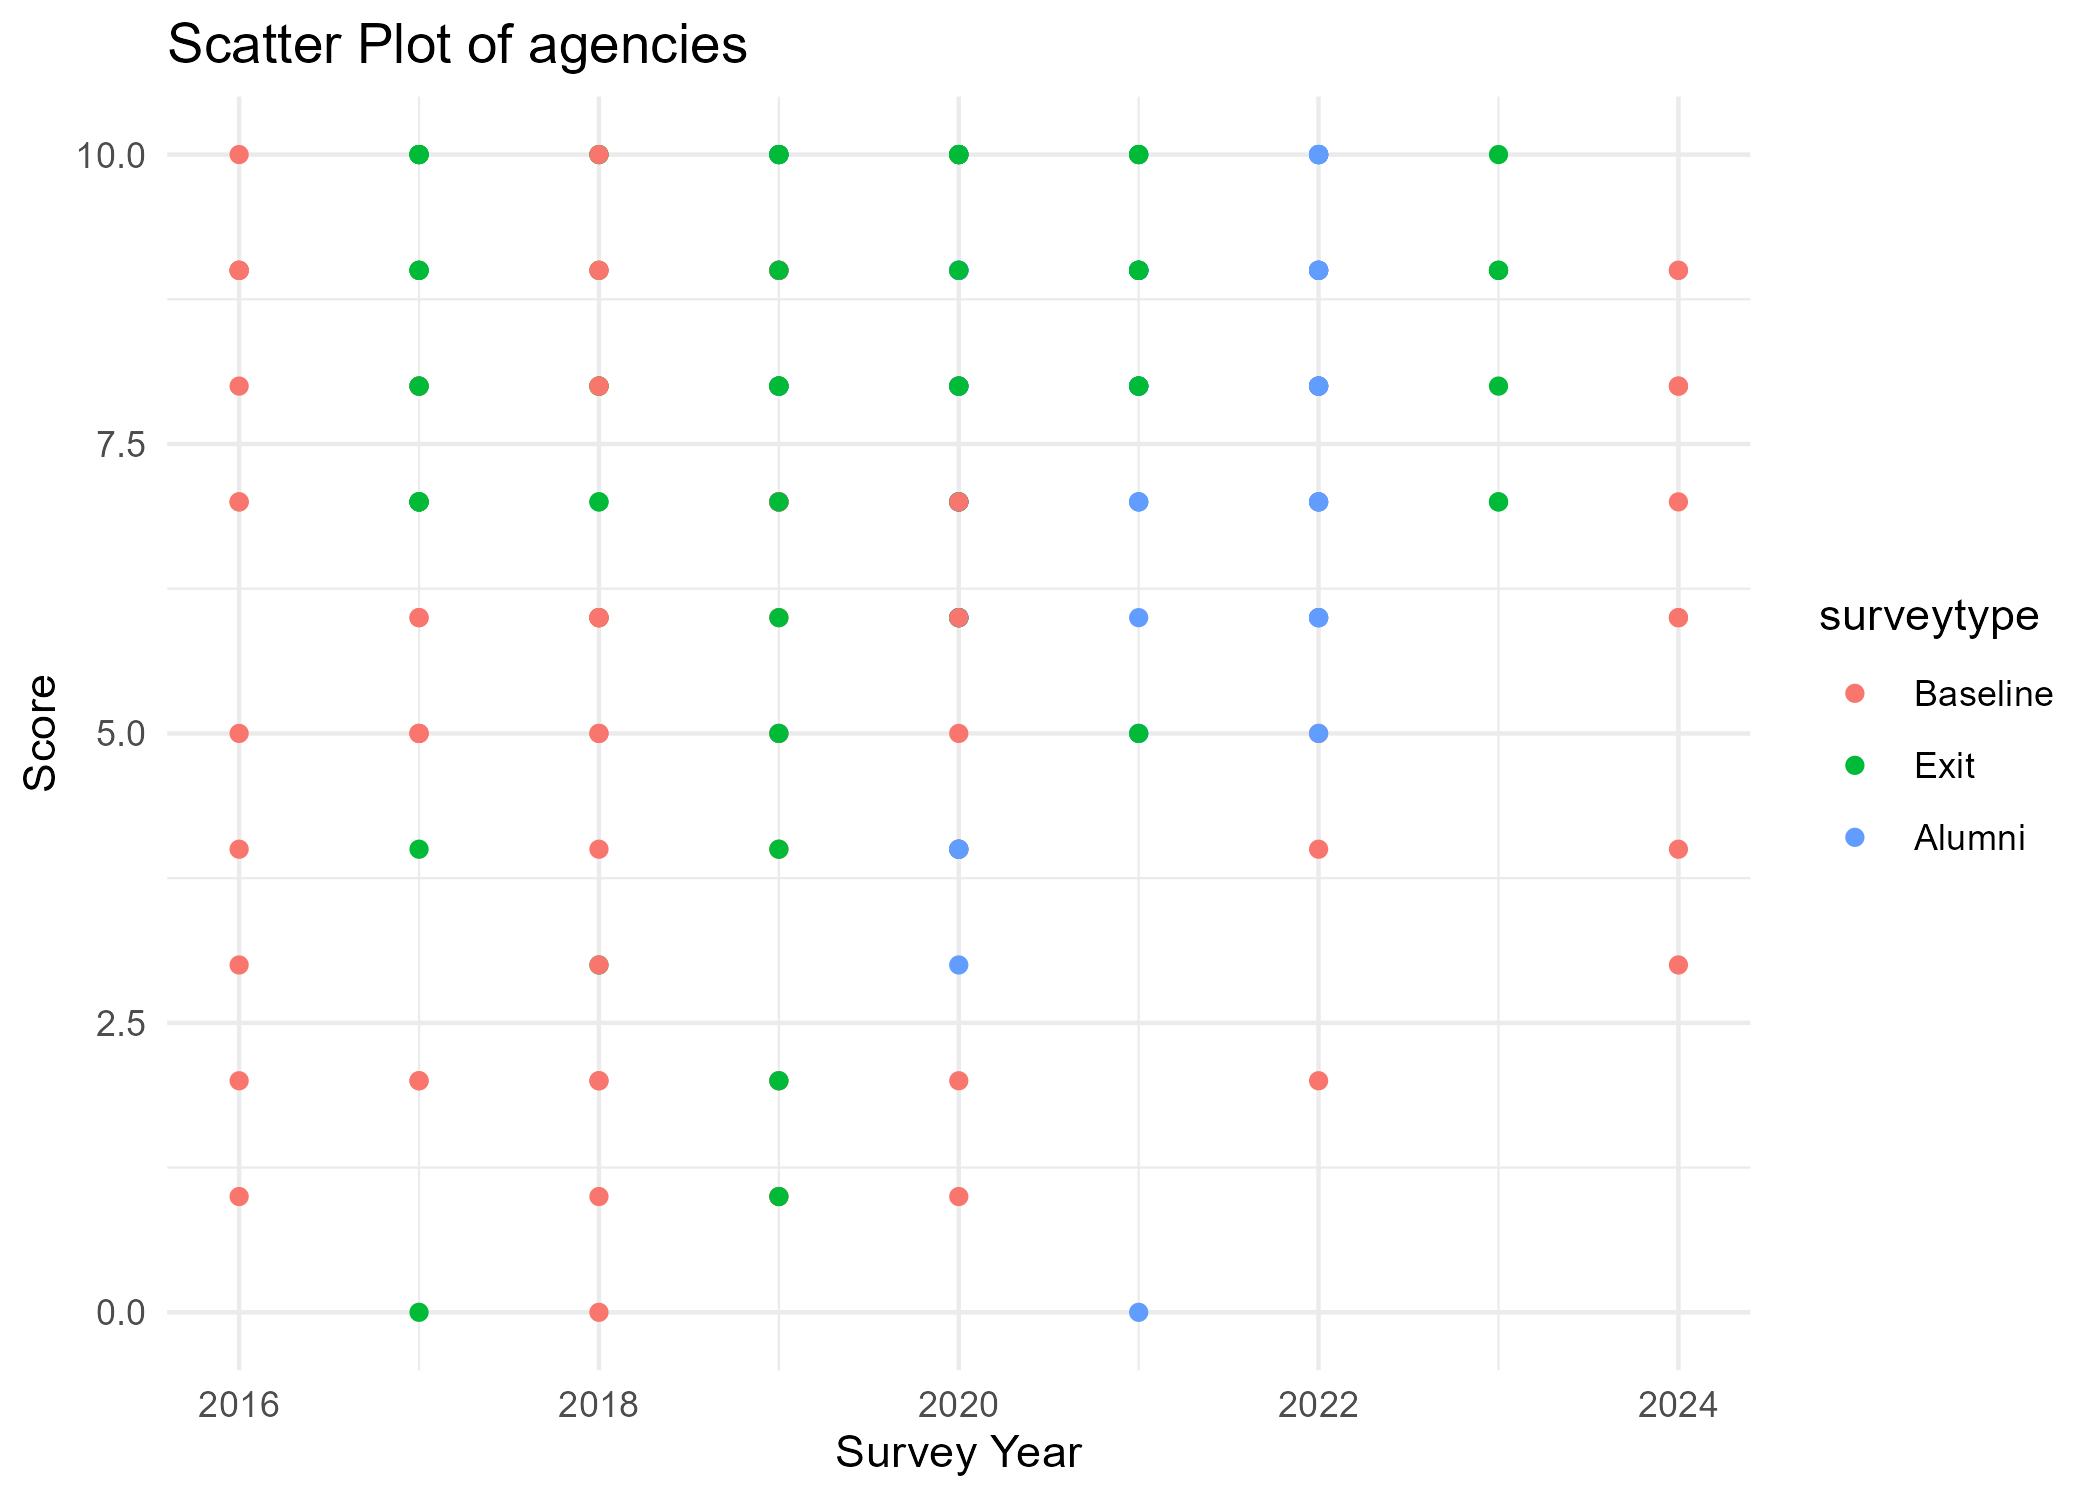 Scatter Plot of agencies
10.0
7.5
5.0
2.5
0.0
Score
2016
2018
2020
2022
2024
Survey Year
surveytype
Baseline
Exit
Alumni